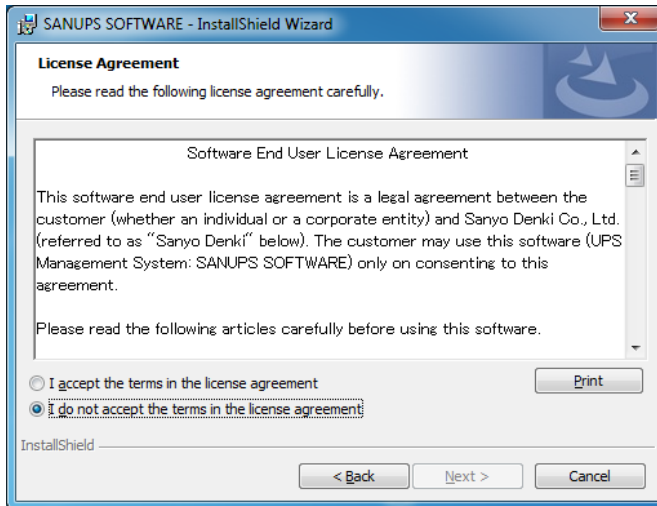 SANUPS SOFTWARE - InstallShield Wizard
License Agreement
Please read the following license agreement carefully.
Software End User License Agreement
This software end user license agreement is a legal agreement between the
customer (whether an individual or a corporate entity) and Sanyo Denki Co., Ltd.
(referred to as "Sanyo Denki" below). The customer may use this software (UPS
Management System: SANUPS SOFTWARE) only on consenting to this
agreement.
Please read the following articles carefully before using this software.
I accept the terms in the license agreement
Print
I do not accept the terms in the license agreement
InstallShield
< Back
Next >
Cancel